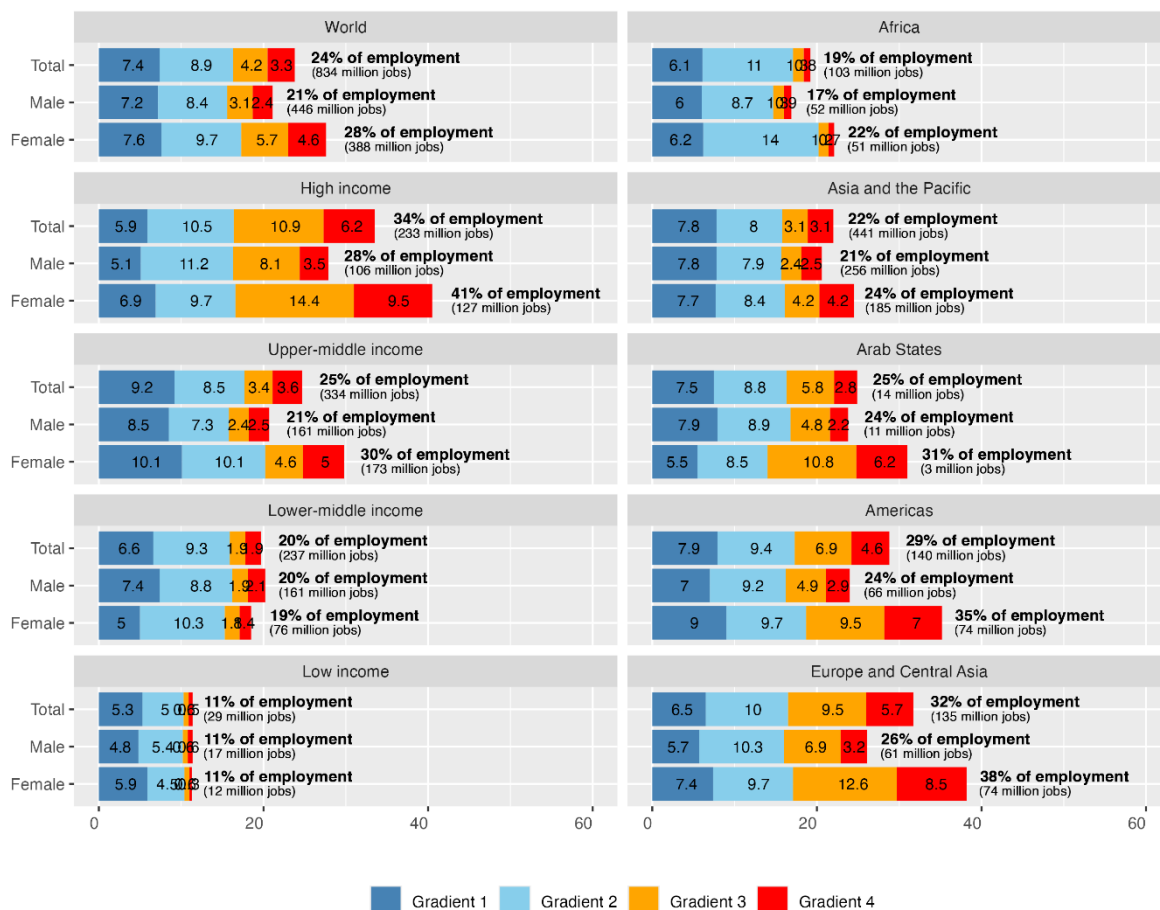 World
Total 7.4 8.9 4.2 3.3 24% of employment
(834 million jobs)
Male 7.2 8.4 3.1 2.4 21% of employment
(446 million jobs)
Female 7.6 9.7 5.7 4.6 28% of employment
(388 million jobs)
High income
Total 5.9 10.5 10.9 6.2 34% of employment
(233 million jobs)
Male 5.1 11.2 8.1 3.5 28% of employment
(106 million jobs)
Female 6.9 9.7 14.4 9.5 41% of employment
(127 million jobs)
Upper-middle income
Total 9.2 8.5 3.4 3.6 25% of employment
(334 million jobs)
Male 8.5 7.3 2.4 2.5 21% of employment
(161 million jobs)
Female 10.1 10.1 4.6 5 30% of employment
(173 million jobs)
Lower-middle income
Total 6.6 9.3 1.9 1.9 20% of employment
(237 million jobs)
Male 7.4 8.8 1.9 2.1 20% of employment
(161 million jobs)
Female 5 10.3 1.8 1.4 19% of employment
(76 million jobs)
Low income
Total 5.3 5 11% of employment
(29 million jobs)
Male 4.8 5.4 11% of employment
(17 million jobs)
Female 5.9 4.5 11% of employment
(12 million jobs)
0 20 40 60
Africa
6.1 11 19% of employment
(103 million jobs)
6 8.7 17% of employment
(52 million jobs)
6.2 14 22% of employment
(51 million jobs)
Asia and the Pacific
7.8 8 3.1 3.1 22% of employment
(441 million jobs)
7.8 7.9 2.4 2.5 21% of employment
(256 million jobs)
7.7 8.4 4.2 4.2 24% of employment
(185 million jobs)
Arab States
7.5 8.8 5.8 2.8 25% of employment
(14 million jobs)
7.9 8.9 4.8 2.2 24% of employment
(11 million jobs)
5.5 8.5 10.8 6.2 31% of employment
(3 million jobs)
Americas
7.9 9.4 6.9 4.6 29% of employment
(140 million jobs)
7 9.2 4.9 2.9 24% of employment
(66 million jobs)
9 9.7 9.5 7 35% of employment
(74 million jobs)
Europe and Central Asia
6.5 10 9.5 5.7 32% of employment
(135 million jobs)
5.7 10.3 6.9 3.2 26% of employment
(61 million jobs)
7.4 9.7 12.6 8.5 38% of employment
(74 million jobs)
0 20 40 60
Gradient 1 Gradient 2 Gradient 3 Gradient 4